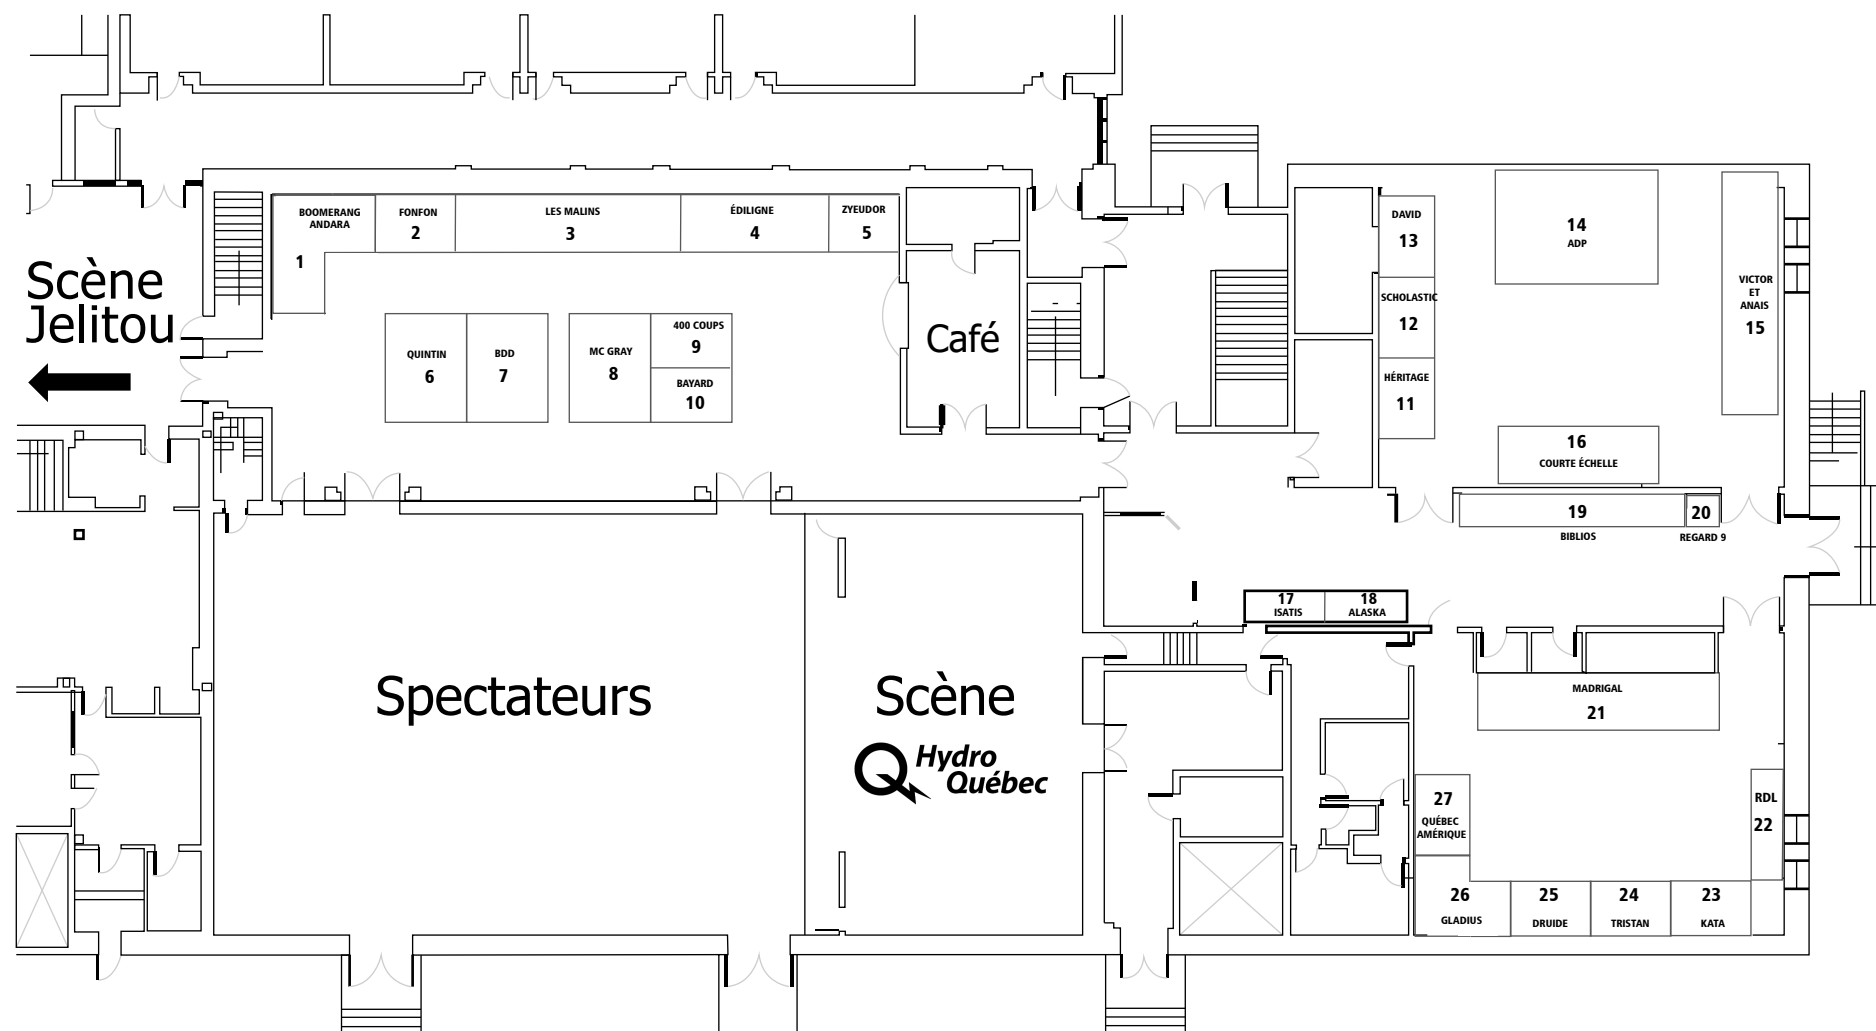 BOOMERANG
ANDARA
1
FONFON
2
LES MALINS
3
ÉDILIGNE
4
ZYEUDOR
5
Scène
Jelitou
QUINTIN
6
BDD
7
MC GRAY
8
400 COUPS
9
BAYARD
10
Café
DAVID
13
SCHOLASTIC
12
HÉRITAGE
11
14
ADP
VICTOR
ET
ANAIS
15
16
COURTE ÉCHELLE
19
BIBLIOS
20
REGARD 9
17
ISATIS
18
ALASKA
Spectateurs
Scène
Hydro
Québec
MADRIGAL
21
RDL
22
27
QUÉBEC
AMÉRIQUE
26
GLADIUS
25
DRUIDE
24
TRISTAN
23
KATA